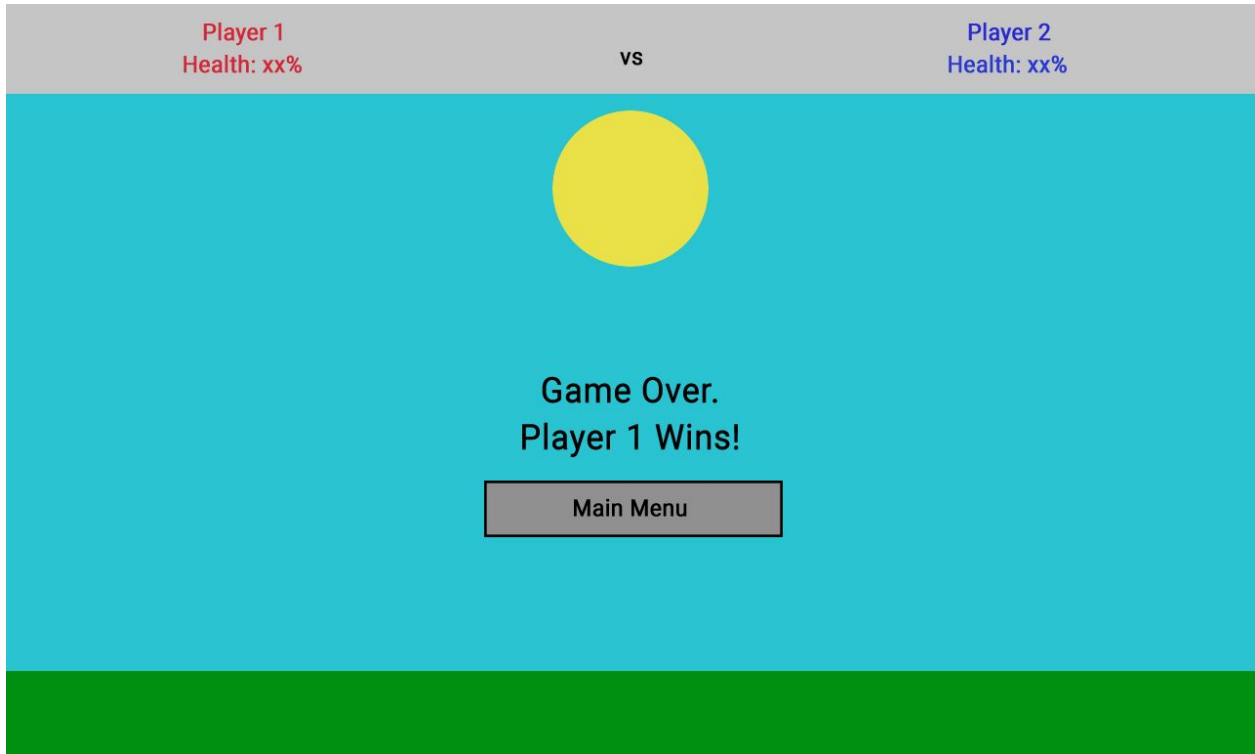 Player 1
Health: xx%
vs
Player 2
Health: xx%
Game Over.
Player 1 Wins!
Main Menu